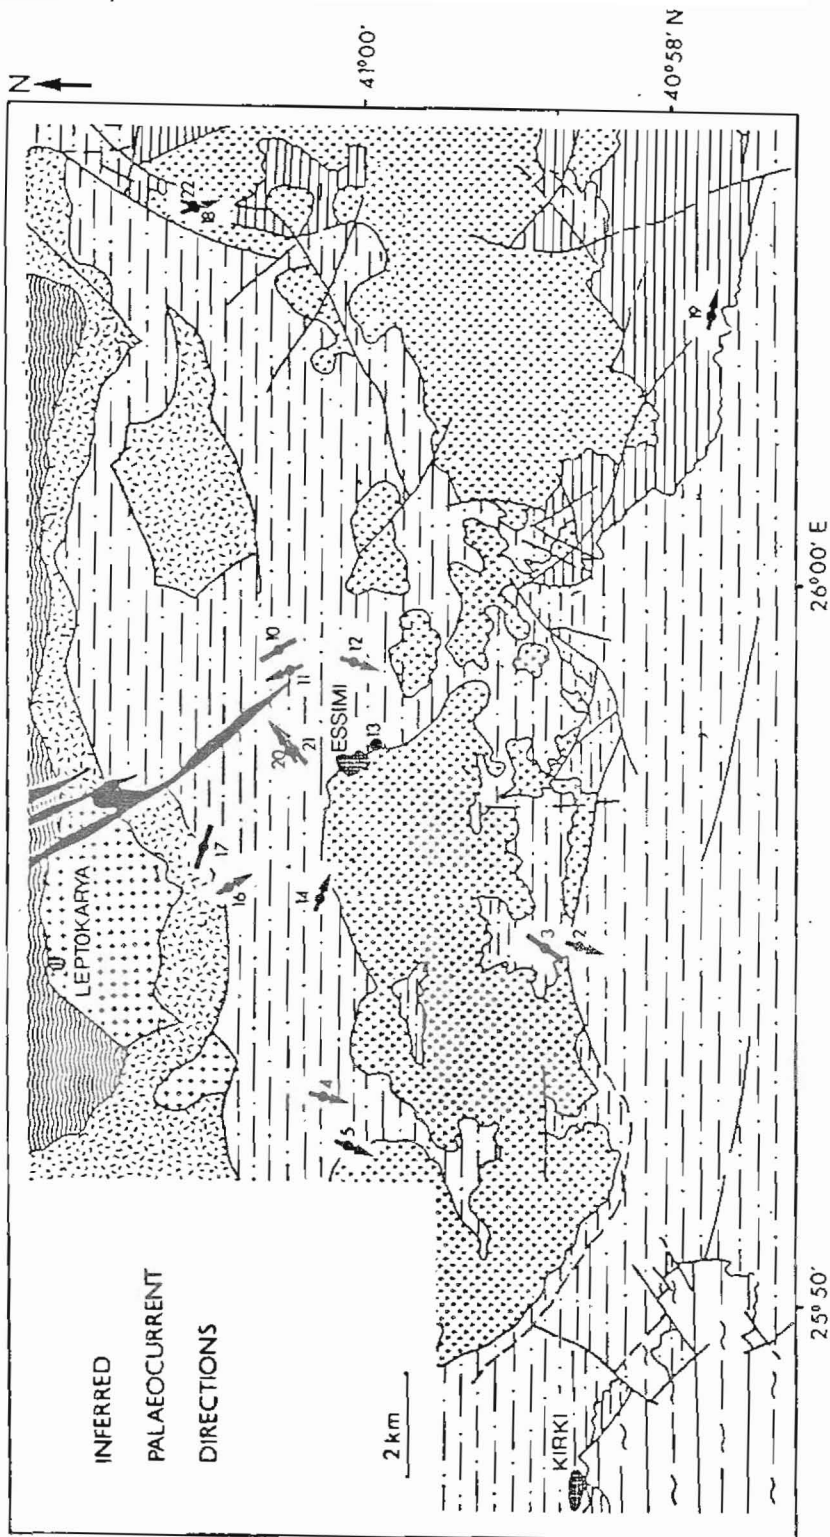 INFERRED
PALAEOCURRENT
DIRECTIONS
2 km
N
41°00'
40°58' N
25° 50'
26°00' E
LEPTOKARYA
ESSIMI
KIRKI
22
18
19
10
11
12
20
21
13
17
16
14
3
2
4
5